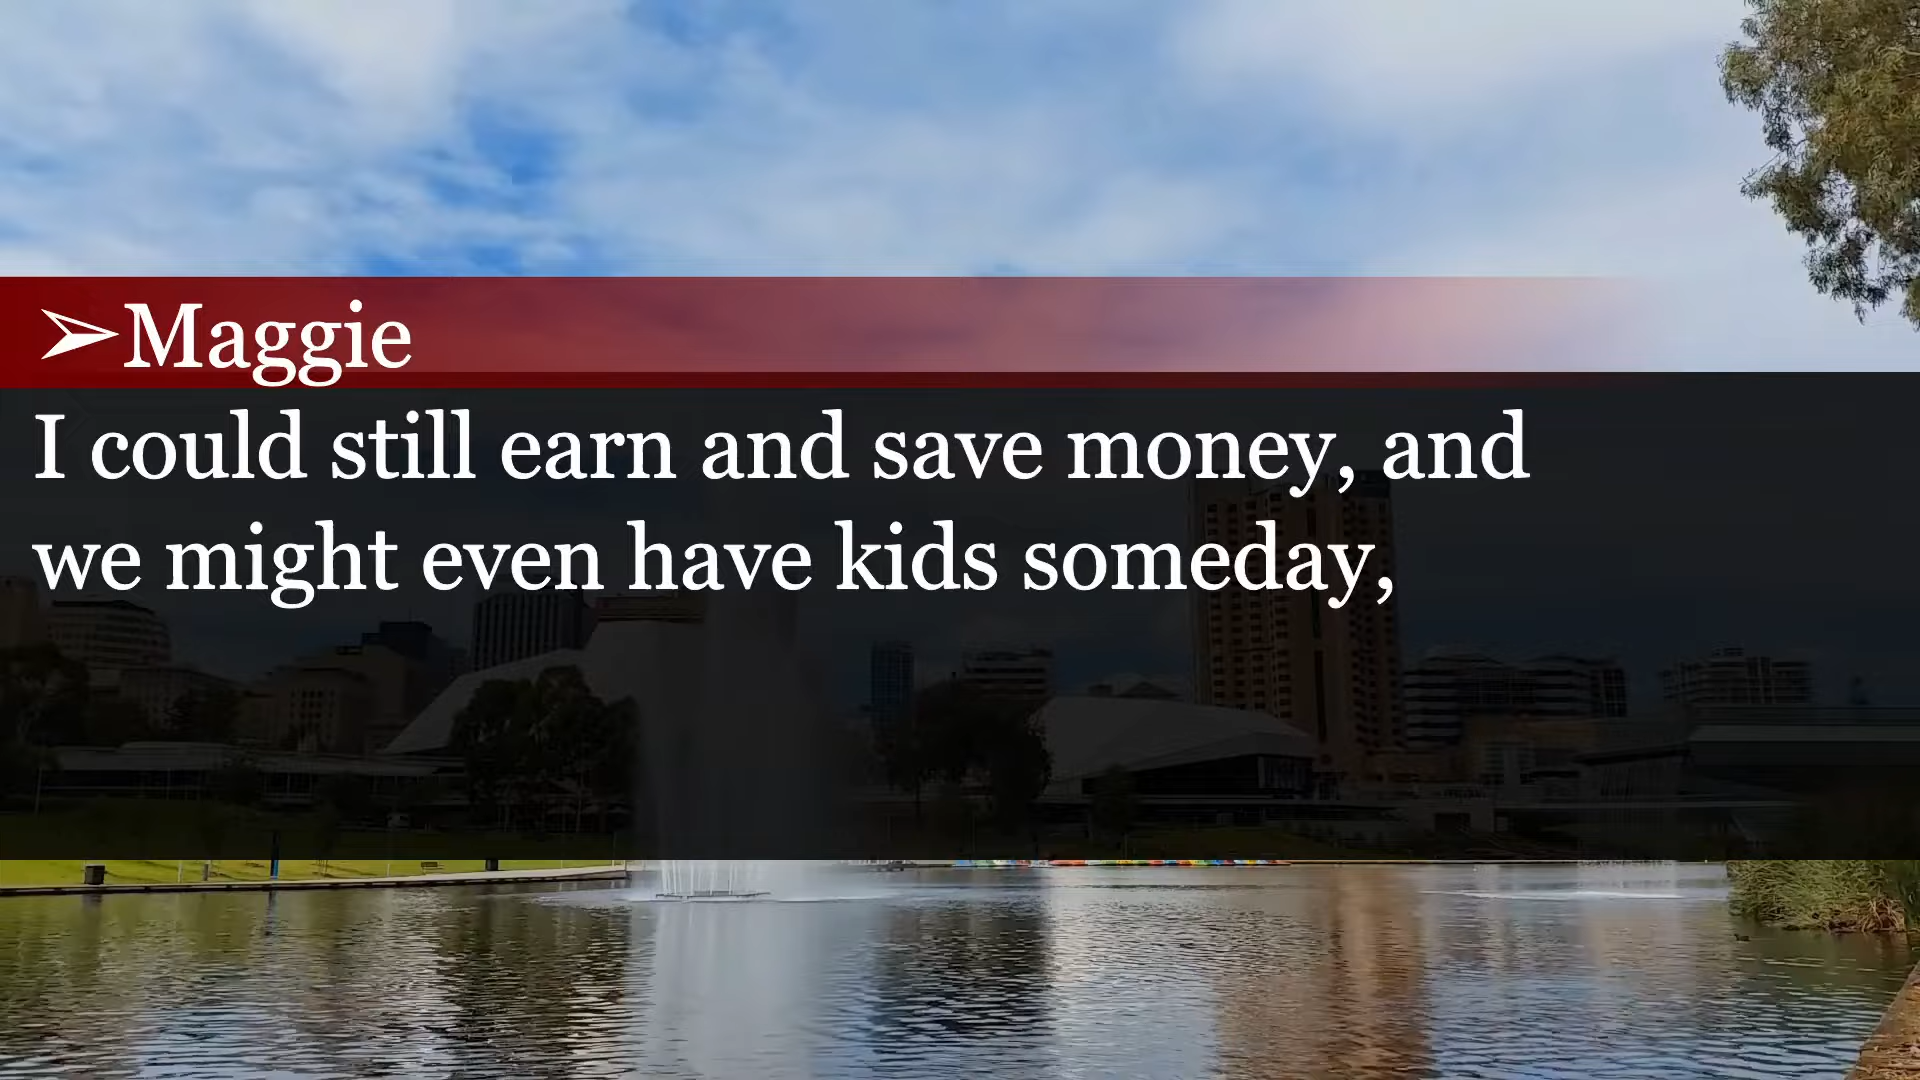 ➢Maggie
I could still earn and save money, and
we might even have kids someday,